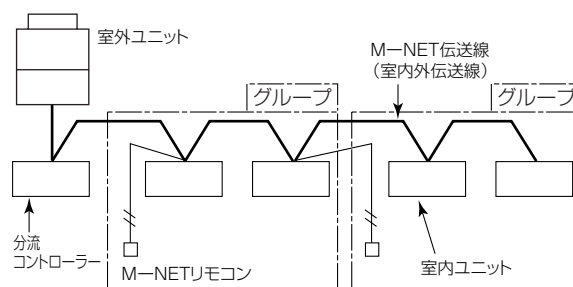 室外ユニット
M−NET伝送線
（室内外伝送線）
グループ
グループ
分流
コントローラー
M−NETリモコン
室内ユニット